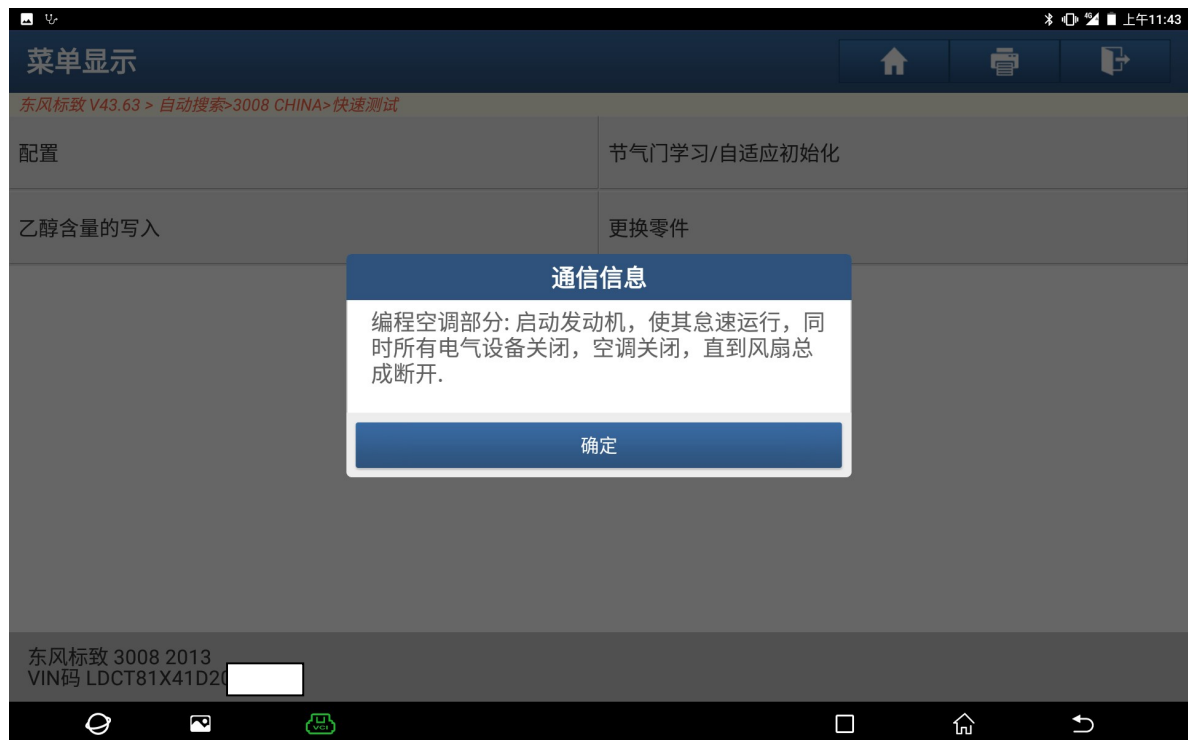 上午11:43
菜单显示
东风标致 V43.63 > 自动搜索>3008 CHINA>快速测试
配置
节气门学习/自适应初始化
乙醇含量的写入
更换零件
通信信息
编程空调部分: 启动发动机，使其怠速运行，同
时所有电气设备关闭，空调关闭，直到风扇总
成断开.
确定
东风标致 3008 2013
VIN码 LDCT81X41D20
VCI